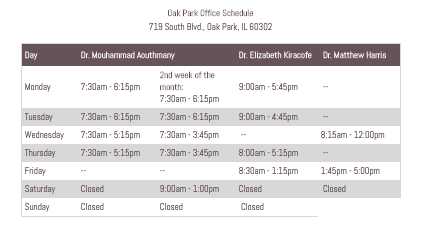 Oak Park Office Schedule
719 South Blvd., Oak Park, IL 60302
Day Dr. Mouhammad Aouthmany Dr. Elizabeth Kiracofe Dr. Matthew Harris
2nd week of the
month:
Monday 7:30am - 6:15pm 7:30am - 6:15pm 9:00am - 5:45pm --
Tuesday 7:30am - 6:15pm 7:30am - 6:15pm 9:00am - 4:45pm --
Wednesday 7:30am - 5:15pm 7:30am - 3:45pm -- 8:15am - 12:00pm
Thursday 7:30am - 5:15pm 7:30am - 3:45pm 8:00am - 5:15pm --
Friday -- -- 8:30am - 1:15pm 1:45pm - 5:00pm
Saturday Closed 9:00am - 1:00pm Closed Closed
Sunday Closed Closed Closed